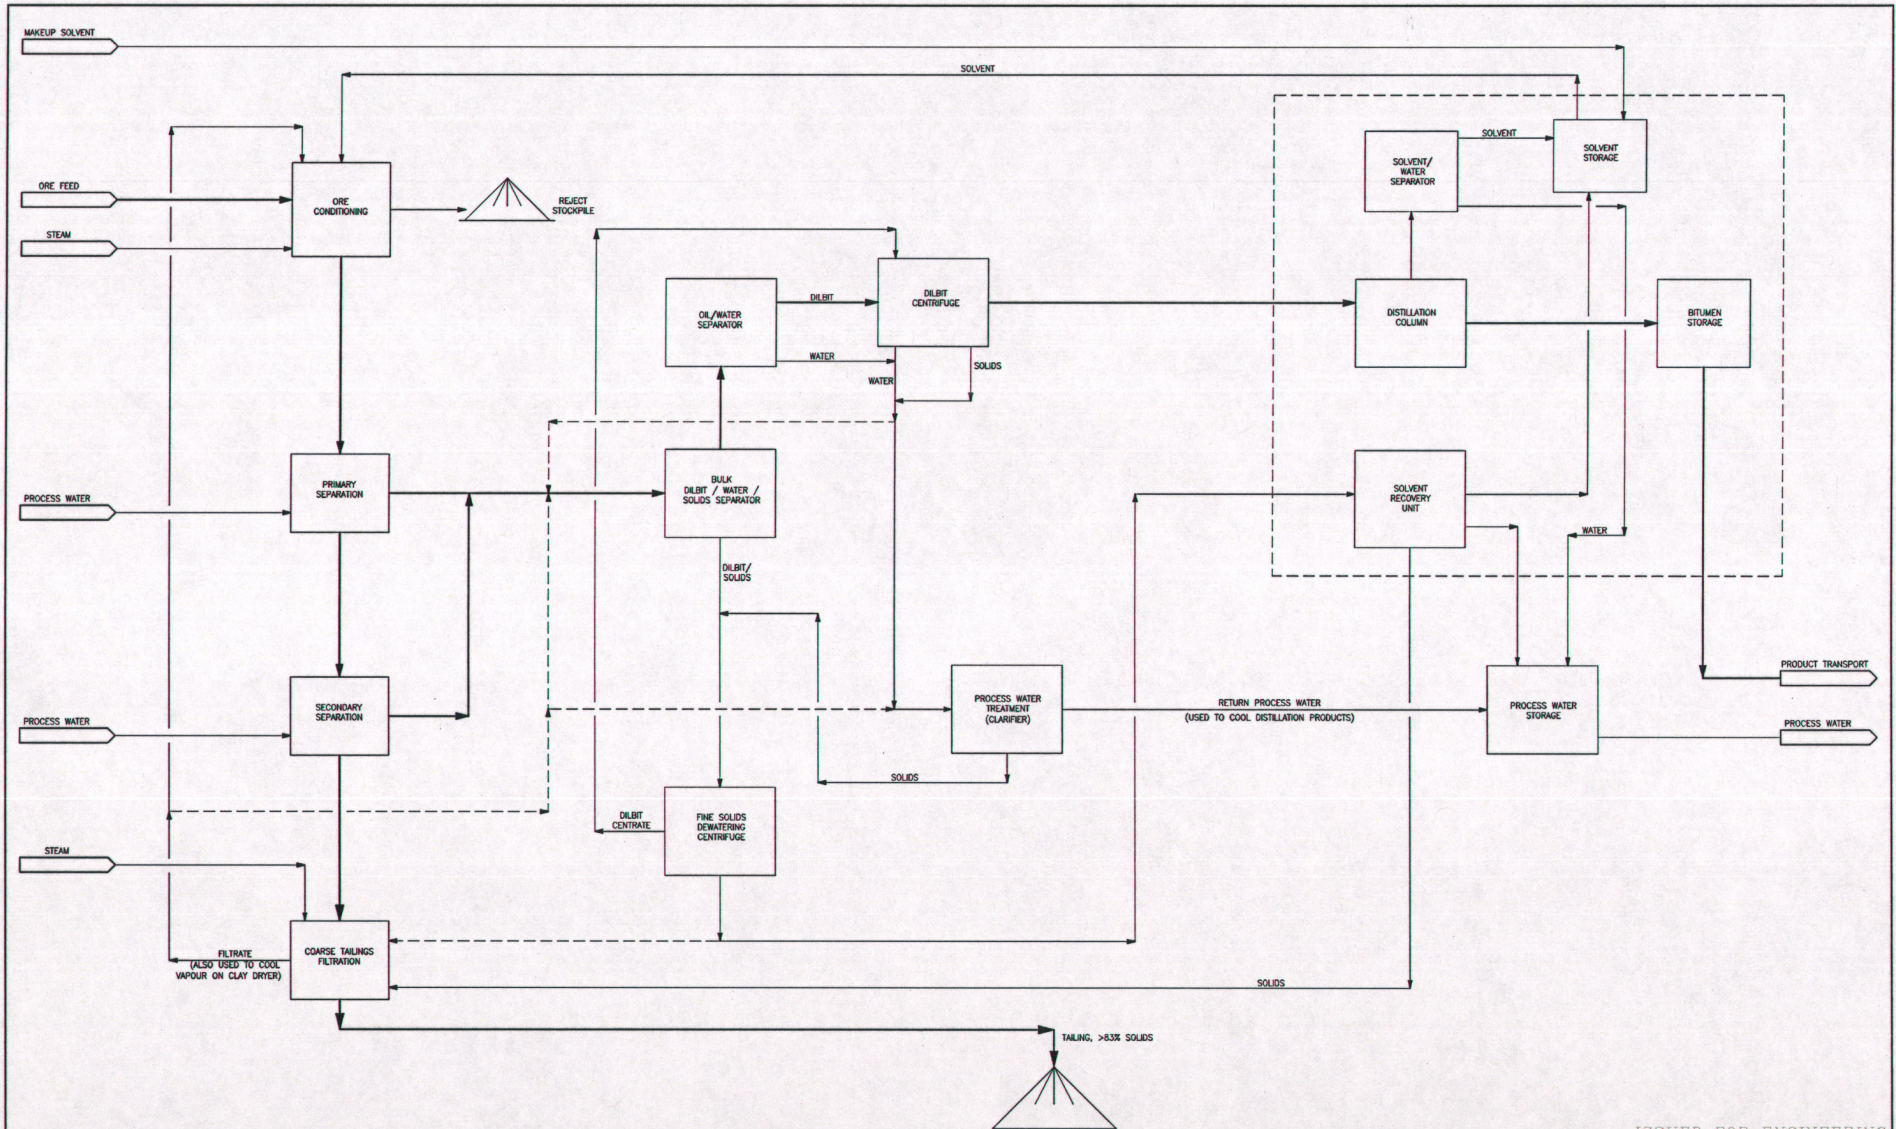 MAKEUP SOLVENT
SOLVENT
SOLVENT
SOLVENT/
WATER
SEPARATOR
SOLVENT
STORAGE
ORE FEED
ORE
CONDITIONING
REJECT
STOCKPILE
STEAM
DILBIT
CENTRIFUGE
DILBIT
OIL/WATER
SEPARATOR
DISTILLATION
COLUMN
BITUMEN
STORAGE
WATER
SOLIDS
WATER
PRIMARY
SEPARATION
BULK
DILBIT / WATER /
SOLIDS SEPARATOR
SOLVENT
RECOVERY
UNIT
PROCESS WATER
WATER
DILBIT/
SOLIDS
PRODUCT TRANSPORT
SECONDARY
SEPARATION
PROCESS WATER
TREATMENT
(CLARIFIER)
RETURN PROCESS WATER
(USED TO COOL DISTILLATION PRODUCTS)
PROCESS WATER
STORAGE
PROCESS WATER
PROCESS WATER
SOLIDS
DILBIT
CENTRATE
FINE SOLIDS
DEWATERING
CENTRIFUGE
STEAM
FILTRATE
(ALSO USED TO COOL
VAPOUR ON CLAY DRYER)
COARSE TAILINGS
FILTRATION
SOLIDS
TAILING, >83% SOLIDS
ISSUED FOR ENGINEERING